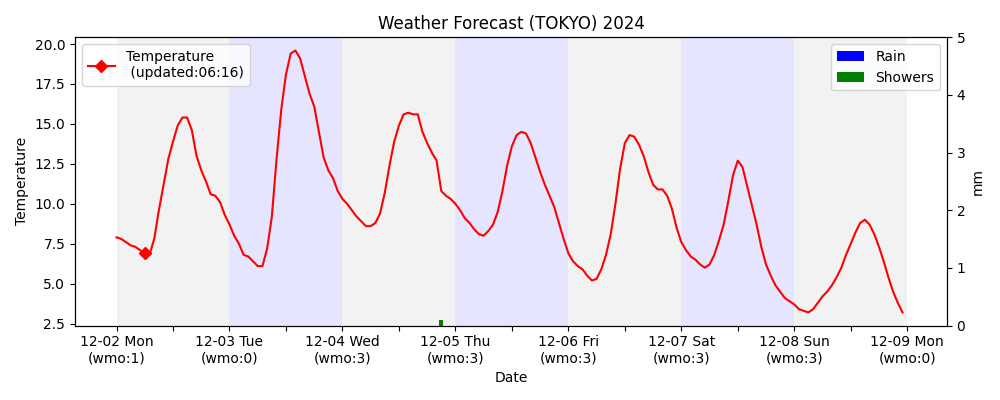 Weather Forecast (TOKYO) 2024
Temperature
(updated:06:16)
Rain
Showers
20.0
17.5
15.0
12.5
10.0
7.5
5.0
2.5
Temperature
5
4
3
2
1
0
mm
12-02 Mon
(wmo:1)
12-03 Tue
(wmo:0)
12-04 Wed
(wmo:3)
12-05 Thu
(wmo:3)
12-06 Fri
(wmo:3)
12-07 Sat
(wmo:3)
12-08 Sun
(wmo:3)
12-09 Mon
(wmo:0)
Date